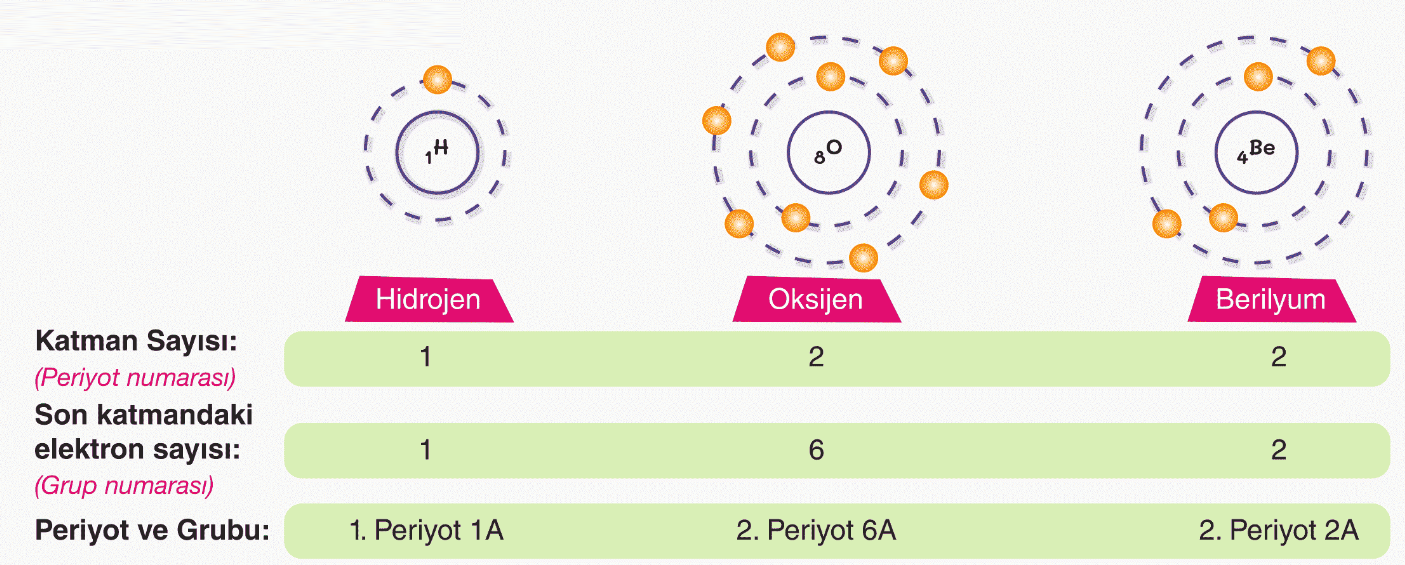 ₁H
₈O
₄Be
Hidrojen
Oksijen
Berilyum
Katman Sayısı:
(Periyot numarası)
1
2
2
Son katmandaki
elektron sayısı:
(Grup numarası)
1
6
2
Periyot ve Grubu:
1. Periyot 1A
2. Periyot 6A
2. Periyot 2A